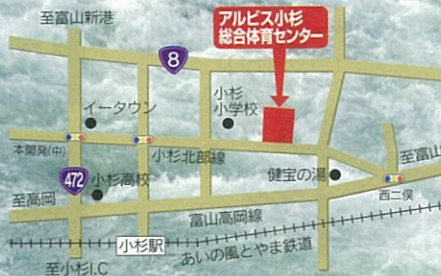 至富山新港
アルビス小杉
総合体育センター
8
イータウン
小杉
小学校
本開発(中)
小杉北部線
至富山
472
小杉高校
健宝の湯
西二俣
至高岡
富山高岡線
小杉駅
あいの風とやま鉄道
至小杉I.C